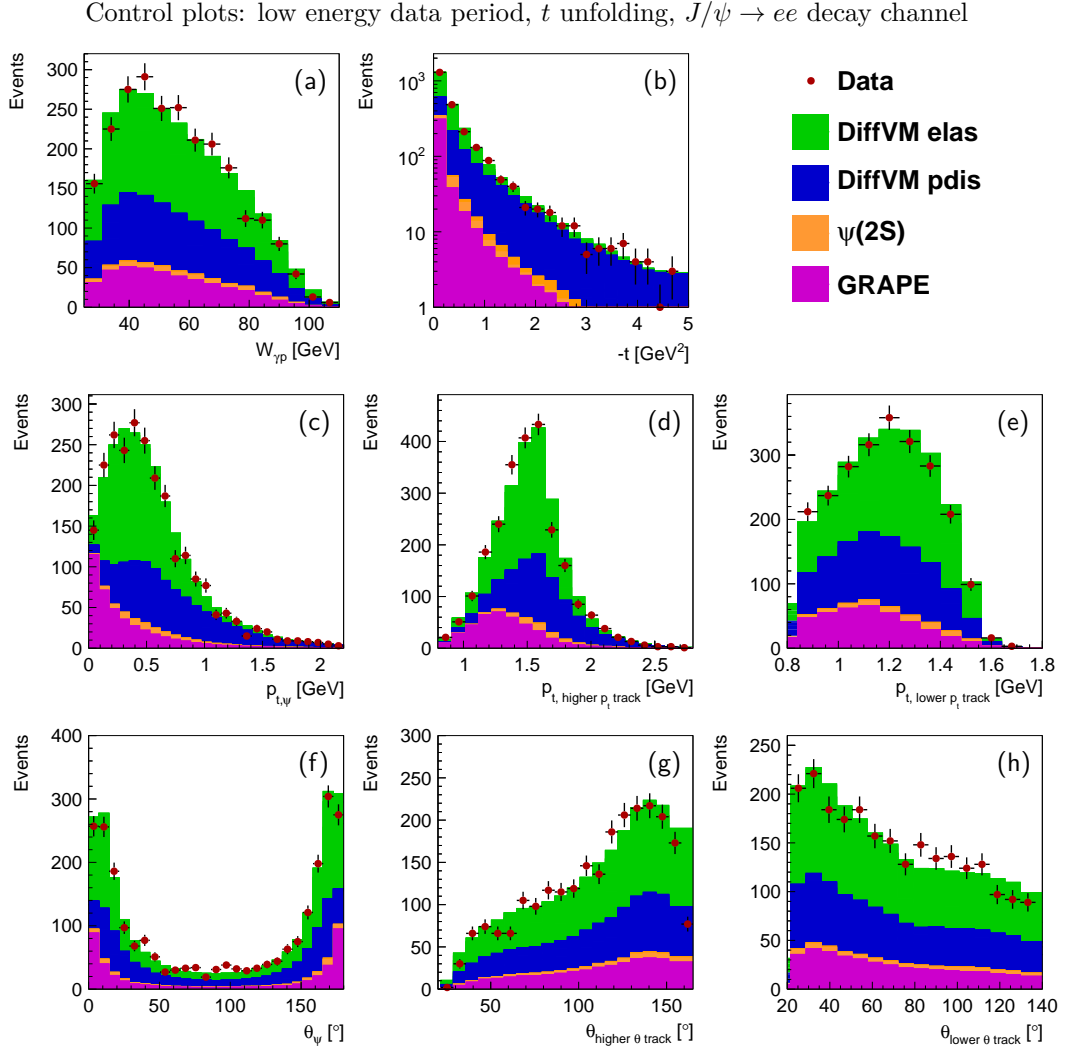 Control plots: low energy data period, t unfolding, J/ψ → ee decay channel
Events
300
250
200
150
100
50
0
(a)
40 60 80 100
W_γp [GeV]
Events
10³
10²
10
1
(b)
0 1 2 3 4 5
-t [GeV²]
Data
DiffVM elas
DiffVM pdis
ψ(2S)
GRAPE
Events
300
250
200
150
100
50
0
(c)
0 0.5 1 1.5 2
p_t,ψ [GeV]
Events
400
300
200
100
0
(d)
1 1.5 2 2.5
p_t, higher p_t track [GeV]
Events
300
200
100
0
(e)
0.8 1 1.2 1.4 1.6 1.8
p_t, lower p_t track [GeV]
Events
400
300
200
100
0
(f)
0 50 100 150
θ_ψ [°]
Events
300
250
200
150
100
50
0
(g)
50 100 150
θ_higher θ track [°]
Events
250
200
150
100
50
0
(h)
20 40 60 80 100 120 140
θ_lower θ track [°]